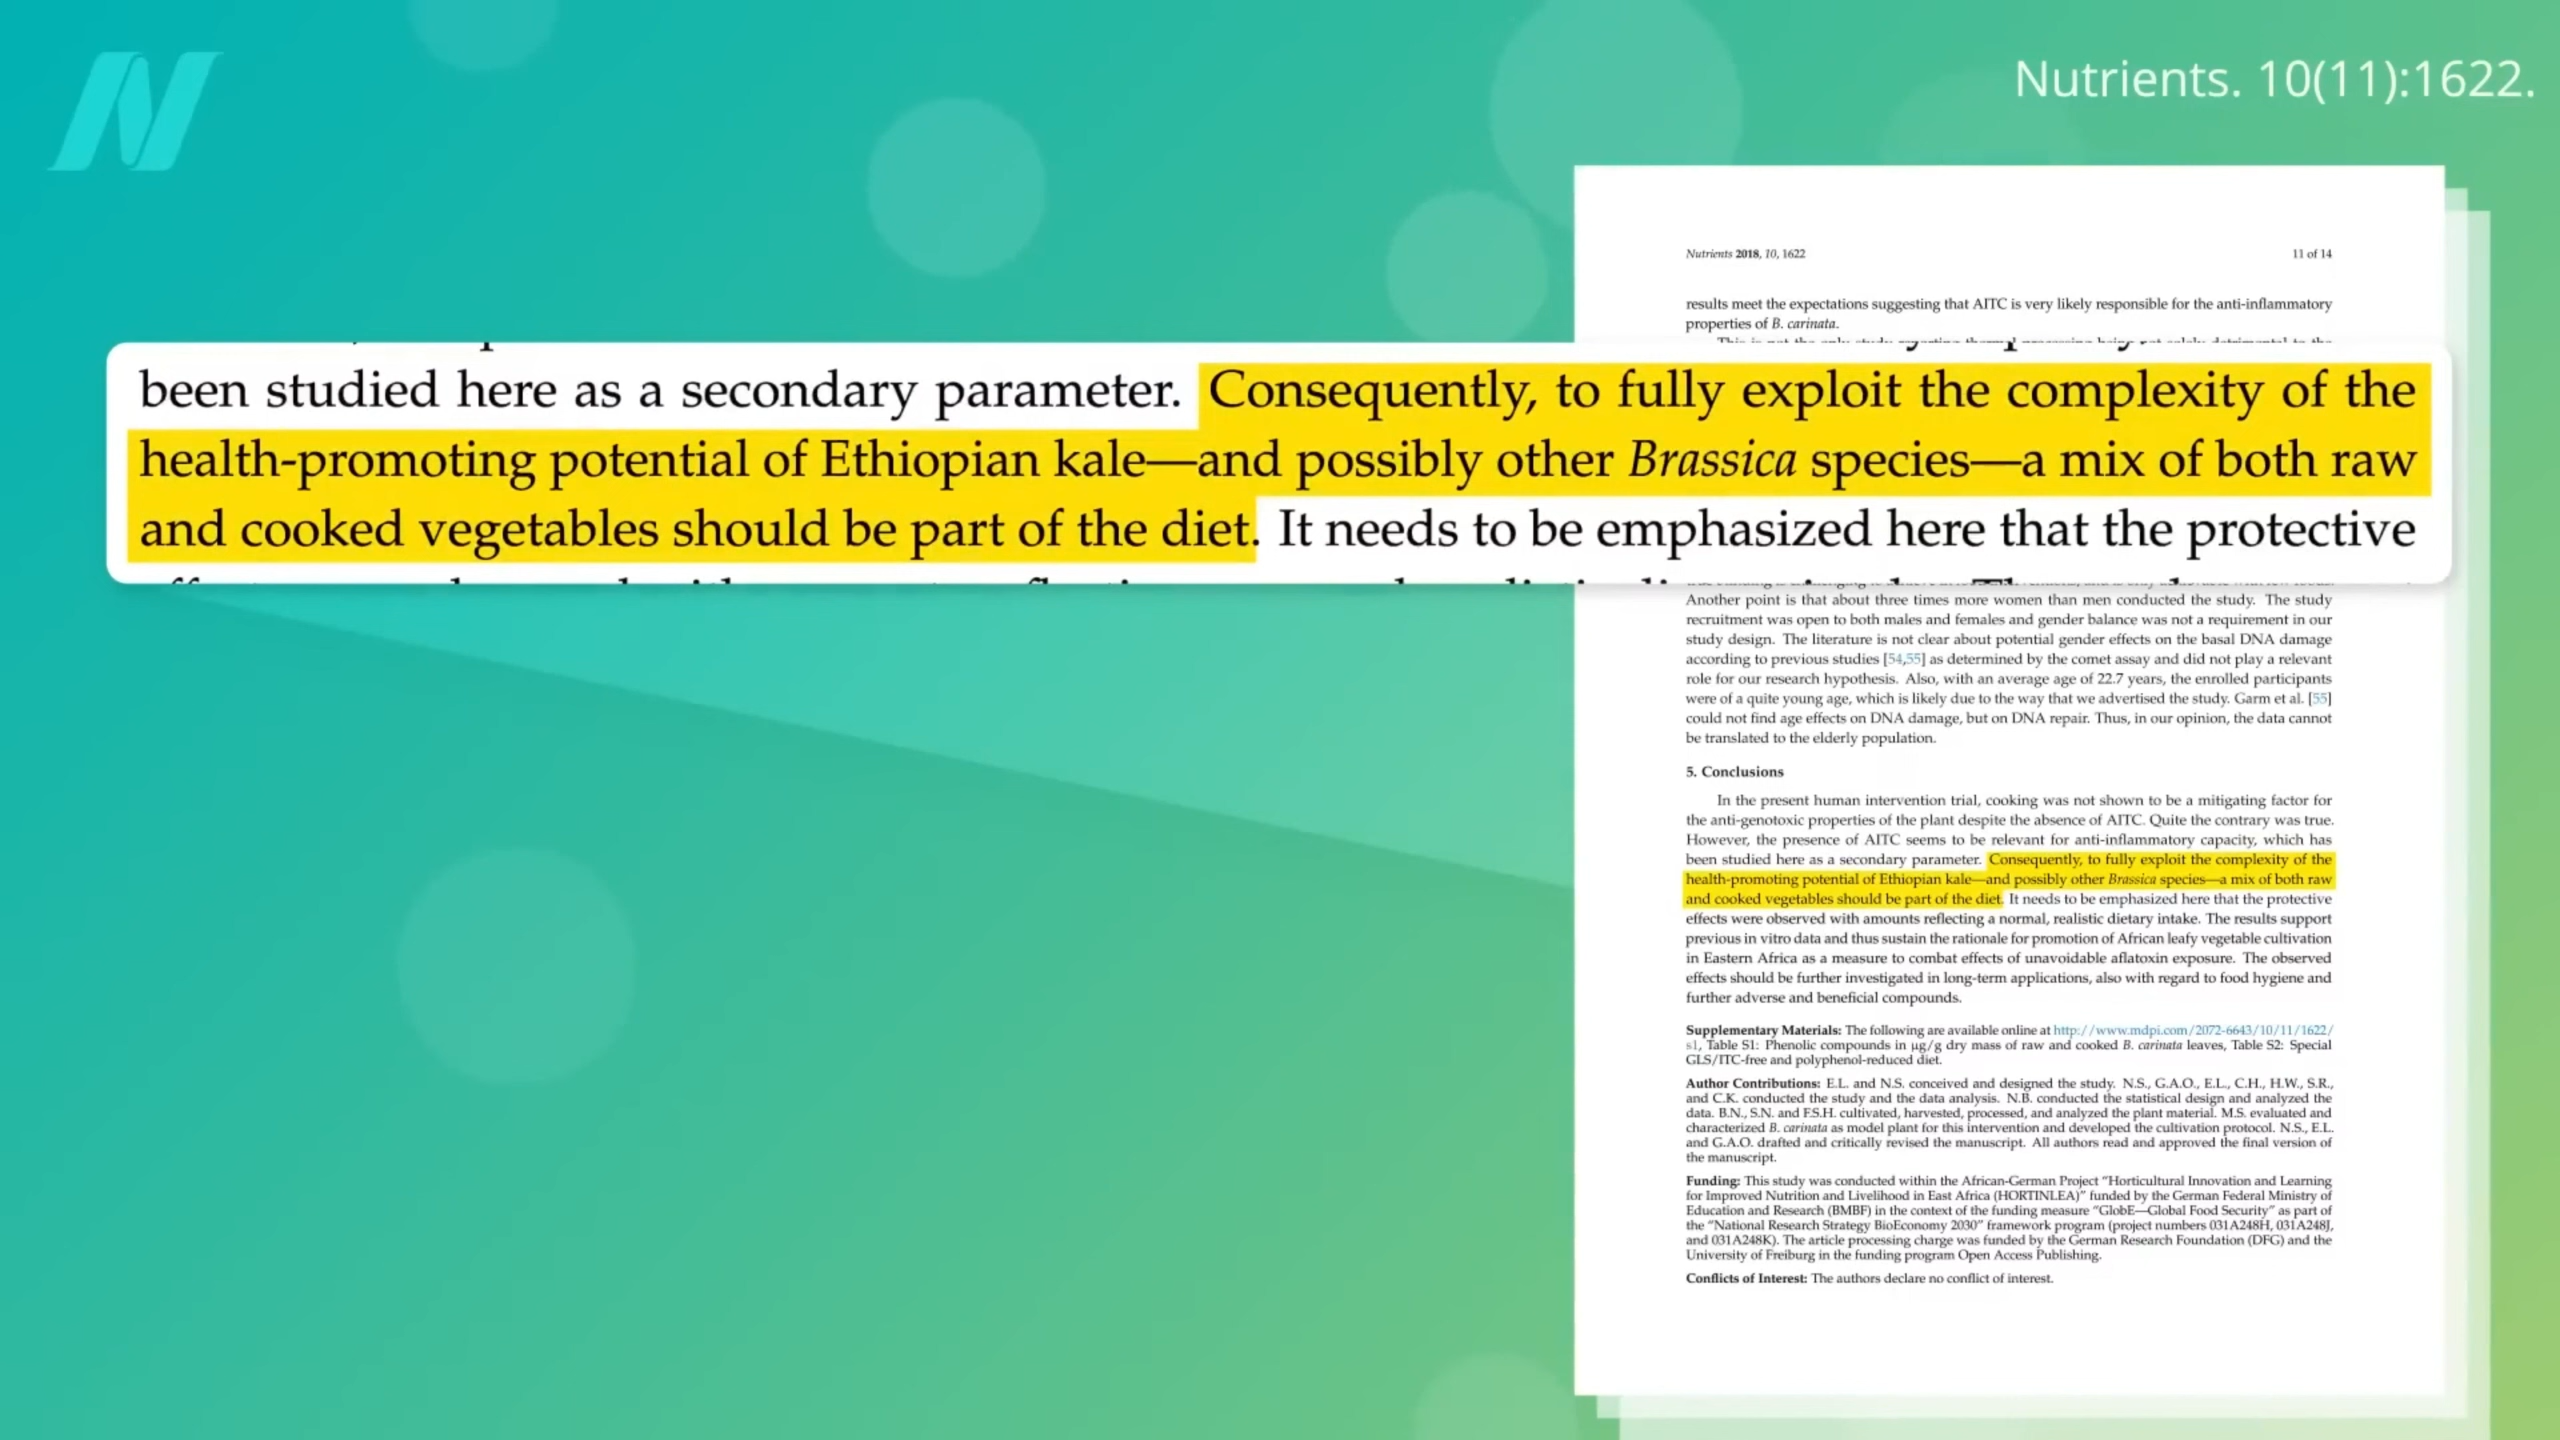 N
Nutrients. 10(11):1622.
Nutrients 2018, 10, 1622
11 of 14
results meet the expectations suggesting that AITC is very likely responsible for the anti-inflammatory
properties of B. carinata.
been studied here as a secondary parameter. Consequently, to fully exploit the complexity of the
health-promoting potential of Ethiopian kale—and possibly other Brassica species—a mix of both raw
and cooked vegetables should be part of the diet. It needs to be emphasized here that the protective
Another point is that about three times more women than men conducted the study. The study
recruitment was open to both males and females and gender balance was not a requirement in our
study design. The literature is not clear about potential gender effects on the basal DNA damage
according to previous studies [54,55] as determined by the comet assay and did not play a relevant
role for our research hypothesis. Also, with an average age of 22.7 years, the enrolled participants
were of a quite young age, which is likely due to the way that we advertised the study. Garm et al. [55]
could not find age effects on DNA damage, but on DNA repair. Thus, in our opinion, the data cannot
be translated to the elderly population.
5. Conclusions
In the present human intervention trial, cooking was not shown to be a mitigating factor for
the anti-genotoxic properties of the plant despite the absence of AITC. Quite the contrary was true.
However, the presence of AITC seems to be relevant for anti-inflammatory capacity, which has
been studied here as a secondary parameter. Consequently, to fully exploit the complexity of the
health-promoting potential of Ethiopian kale—and possibly other Brassica species—a mix of both raw
and cooked vegetables should be part of the diet. It needs to be emphasized here that the protective
effects were observed with amounts reflecting a normal, realistic dietary intake. The results support
previous in vitro data and thus sustain the rationale for promotion of African leafy vegetable cultivation
in Eastern Africa as a measure to combat effects of unavoidable aflatoxin exposure. The observed
effects should be further investigated in long-term applications, also with regard to food hygiene and
further adverse and beneficial compounds.
Supplementary Materials: The following are available online at http://www.mdpi.com/2072-6643/10/11/1622/
s1, Table S1: Phenolic compounds in µg/g dry mass of raw and cooked B. carinata leaves, Table S2: Special
GLS/ITC-free and polyphenol-reduced diet.
Author Contributions: E.L. and N.S. conceived and designed the study. N.S., G.A.O., E.L., C.H., H.W., S.R.,
and C.K. conducted the study and the data analysis. N.B. conducted the statistical design and analyzed the
data. B.N., S.N. and F.S.H. cultivated, harvested, processed, and analyzed the plant material. M.S. evaluated and
characterized B. carinata as model plant for this intervention and developed the cultivation protocol. N.S., E.L.
and G.A.O. drafted and critically revised the manuscript. All authors read and approved the final version of
the manuscript.
Funding: This study was conducted within the African-German Project "Horticultural Innovation and Learning
for Improved Nutrition and Livelihood in East Africa (HORTINLEA)" funded by the German Federal Ministry of
Education and Research (BMBF) in the context of the funding measure "GlobE—Global Food Security" as part of
the "National Research Strategy BioEconomy 2030" framework program (project numbers 031A248H, 031A248J,
and 031A248K). The article processing charge was funded by the German Research Foundation (DFG) and the
University of Freiburg in the funding program Open Access Publishing.
Conflicts of Interest: The authors declare no conflict of interest.